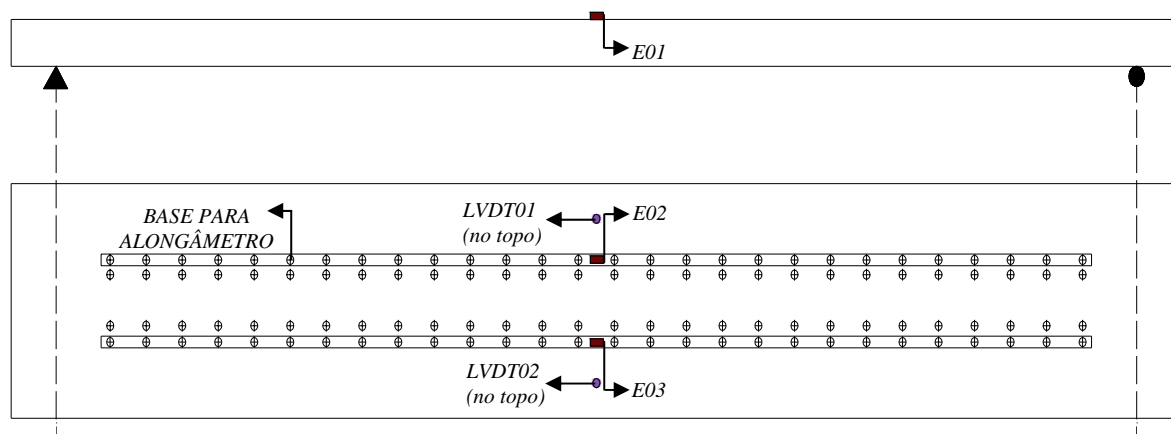 E01
BASE PARA
ALONGÂMETRO
LVDT01
(no topo)
E02
LVDT02
(no topo)
E03